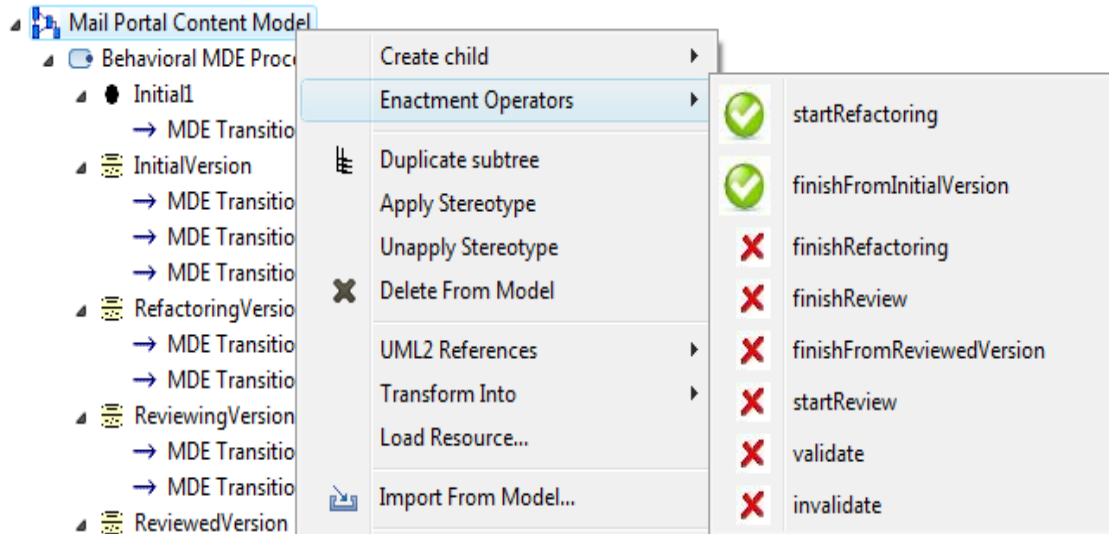 Mail Portal Content Model
Behavioral MDE Proc
Initial1
MDE Transitio
InitialVersion
MDE Transitio
MDE Transitio
MDE Transitio
RefactoringVersio
MDE Transitio
MDE Transitio
ReviewingVersion
MDE Transitio
MDE Transitio
ReviewedVersion
Create child
Enactment Operators
Duplicate subtree
Apply Stereotype
Unapply Stereotype
Delete From Model
UML2 References
Transform Into
Load Resource...
Import From Model...
startRefactoring
finishFromInitialVersion
finishRefactoring
finishReview
finishFromReviewedVersion
startReview
validate
invalidate